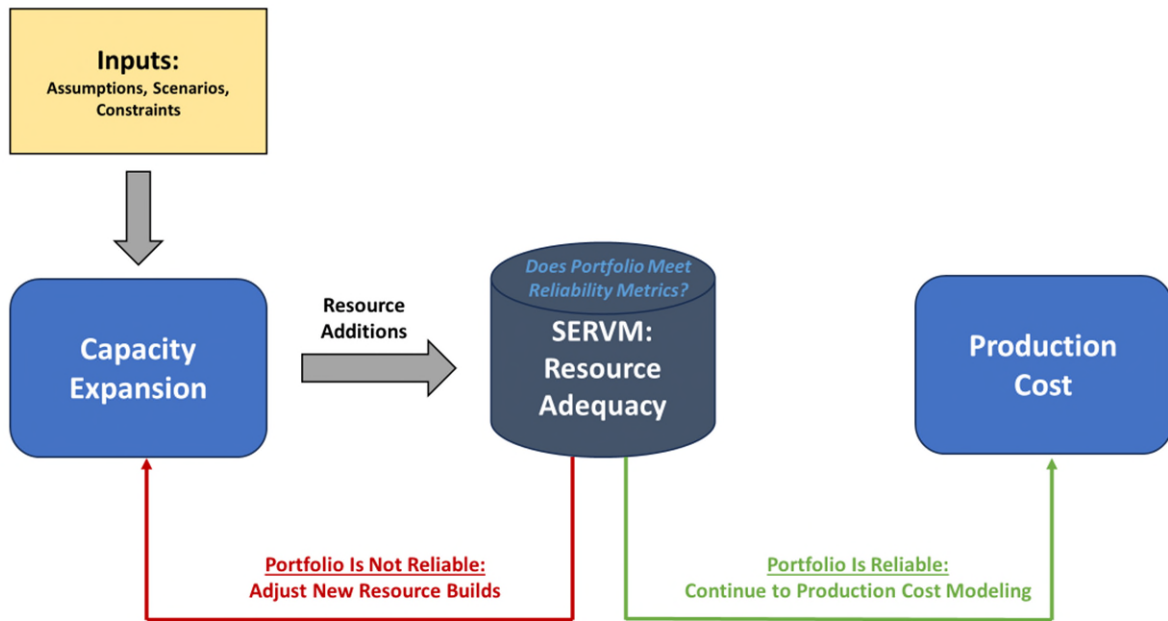 Inputs:
Assumptions, Scenarios,
Constraints
Capacity
Expansion
Resource
Additions
Does Portfolio Meet
Reliability Metrics?
SERVM:
Resource
Adequacy
Production
Cost
Portfolio Is Not Reliable:
Adjust New Resource Builds
Portfolio Is Reliable:
Continue to Production Cost Modeling